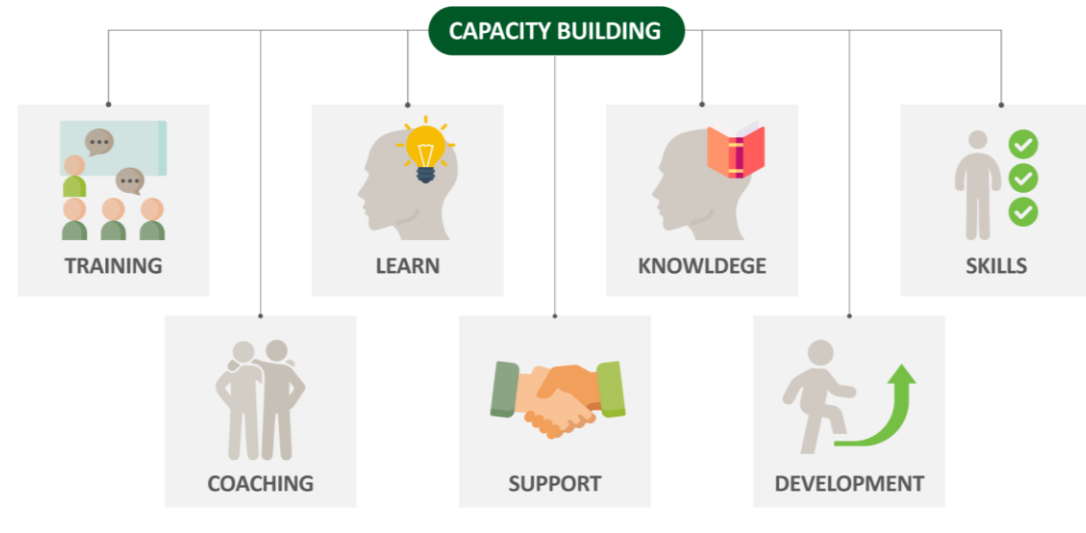 CAPACITY BUILDING
TRAINING
LEARN
KNOWLDEGE
SKILLS
COACHING
SUPPORT
DEVELOPMENT